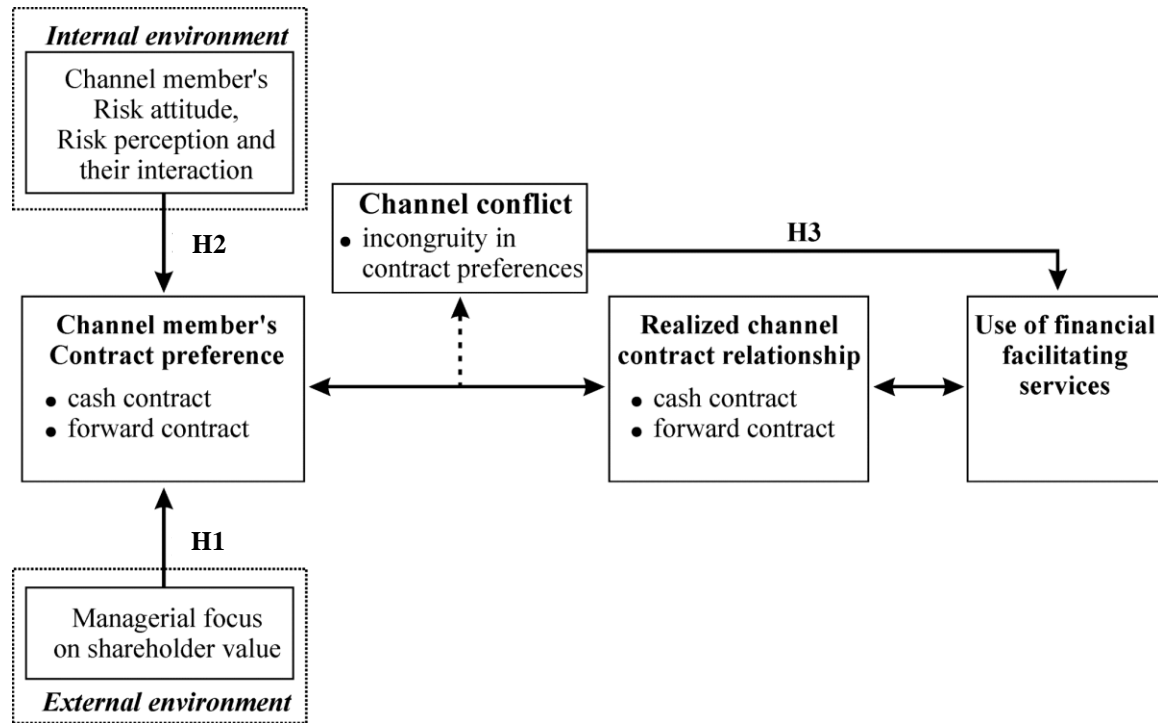 Internal environment
Channel member's
Risk attitude,
Risk perception and
their interaction
H2
Channel conflict
• incongruity in
contract preferences
H3
Channel member's
Contract preference
• cash contract
• forward contract
Realized channel
contract relationship
• cash contract
• forward contract
Use of financial
facilitating
services
H1
Managerial focus
on shareholder value
External environment